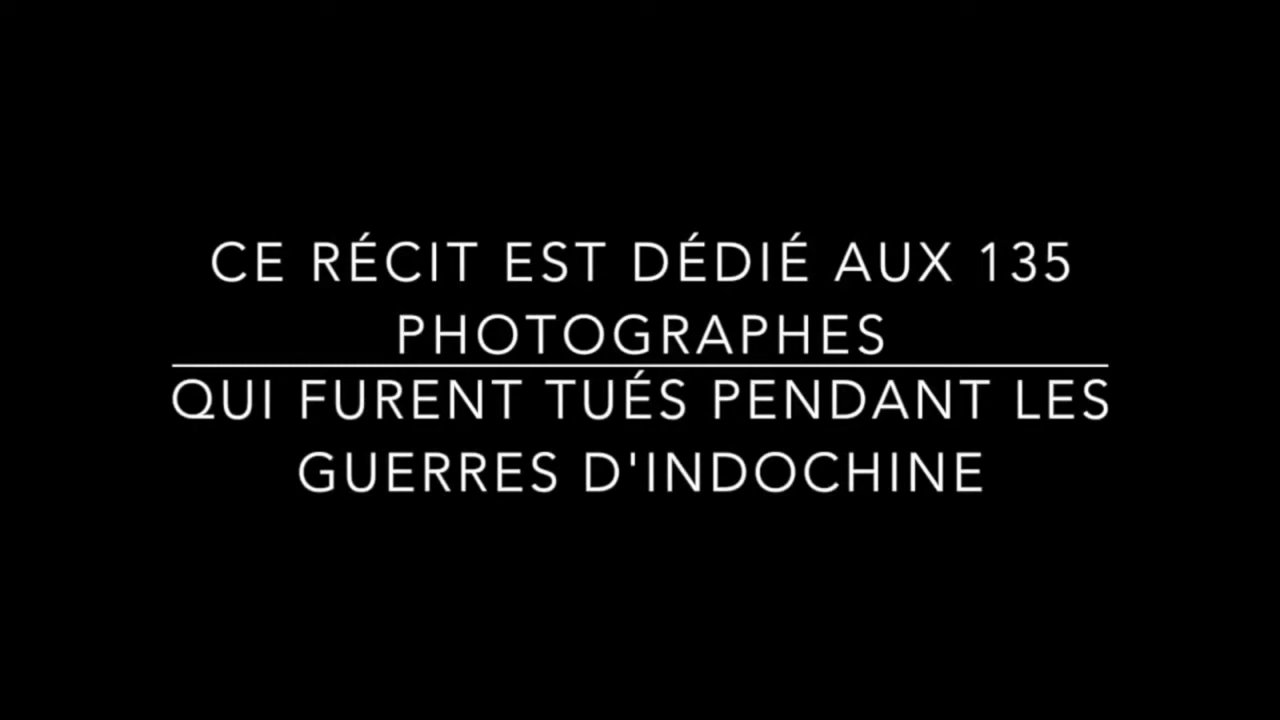 CE RÉCIT EST DÉDIÉ AUX 135
PHOTOGRAPHES
QUI FURENT TUÉS PENDANT LES
GUERRES D'INDOCHINE